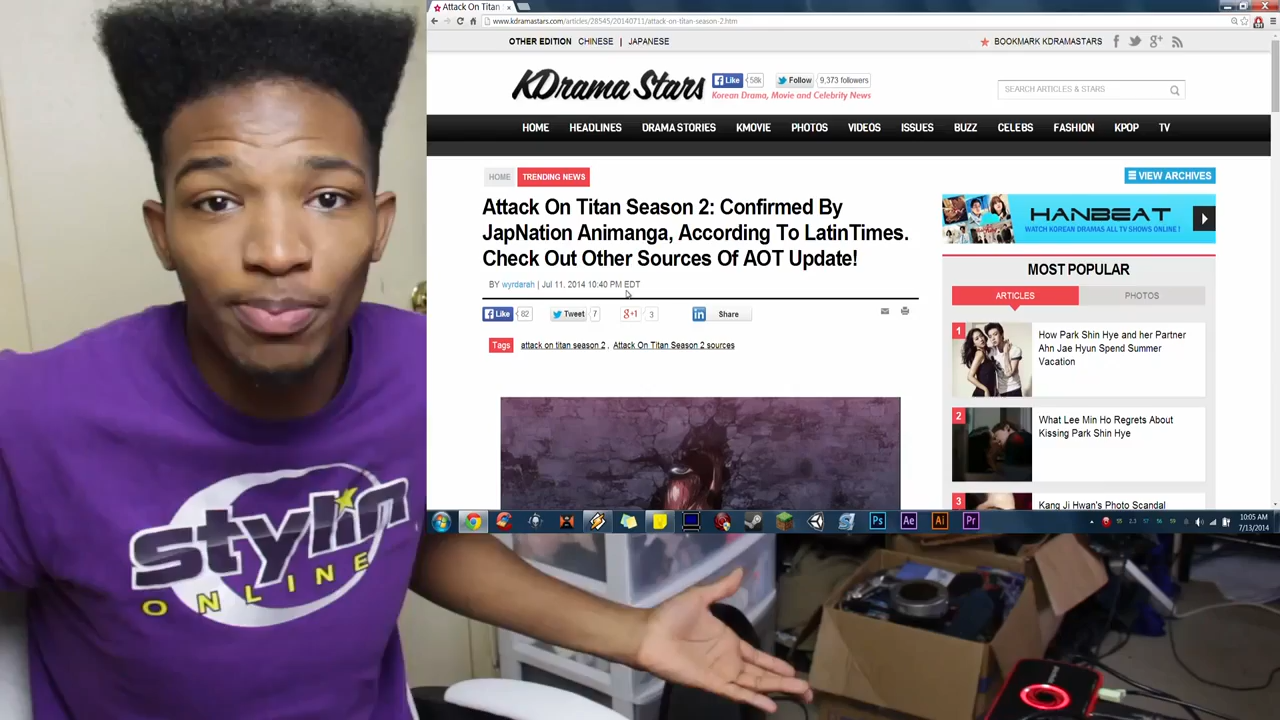 Attack On Titan
www.kdramastars.com/articles/28545/20140711/attack-on-titan-season-2.htm
OTHER EDITION CHINESE | JAPANESE
BOOKMARK KDRAMASTARS
KDrama Stars
Like 58k
Follow 9,373 followers
Korean Drama, Movie and Celebrity News
SEARCH ARTICLES & STARS
HOME HEADLINES DRAMA STORIES KMOVIE PHOTOS VIDEOS ISSUES BUZZ CELEBS FASHION KPOP TV
HOME TRENDING NEWS
VIEW ARCHIVES
Attack On Titan Season 2: Confirmed By
JapNation Animanga, According To LatinTimes.
Check Out Other Sources Of AOT Update!
BY wyrdarah | Jul 11, 2014 10:40 PM EDT
Like 82 Tweet 7 g+1 3 in Share
Tags attack on titan season 2 , Attack On Titan Season 2 sources
HANBEAT
WATCH KOREAN DRAMAS ALL TV SHOWS ONLINE !
MOST POPULAR
ARTICLES PHOTOS
1
How Park Shin Hye and her Partner
Ahn Jae Hyun Spend Summer
Vacation
2
What Lee Min Ho Regrets About
Kissing Park Shin Hye
3
Kang Ji Hwan's Photo Scandal
Ps Ae Ai Pr
10:05 AM
7/13/2014
stylin
ONLINE